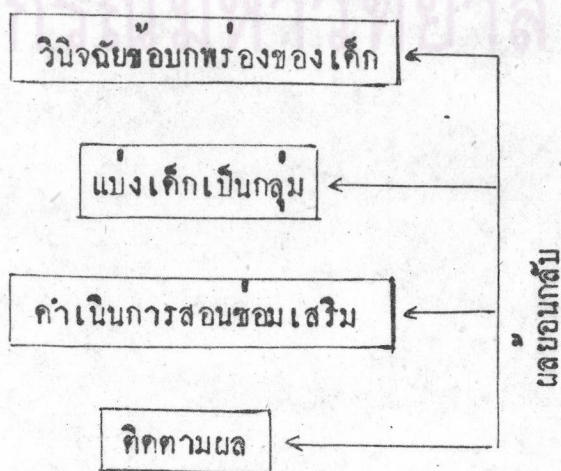 วินิจฉัยข้อบกพร่องของเด็ก
แบ่งเด็กเป็นกลุ่ม
ดำเนินการสอนซ่อมเสริม
ติดตามผล
ผลย้อนกลับ